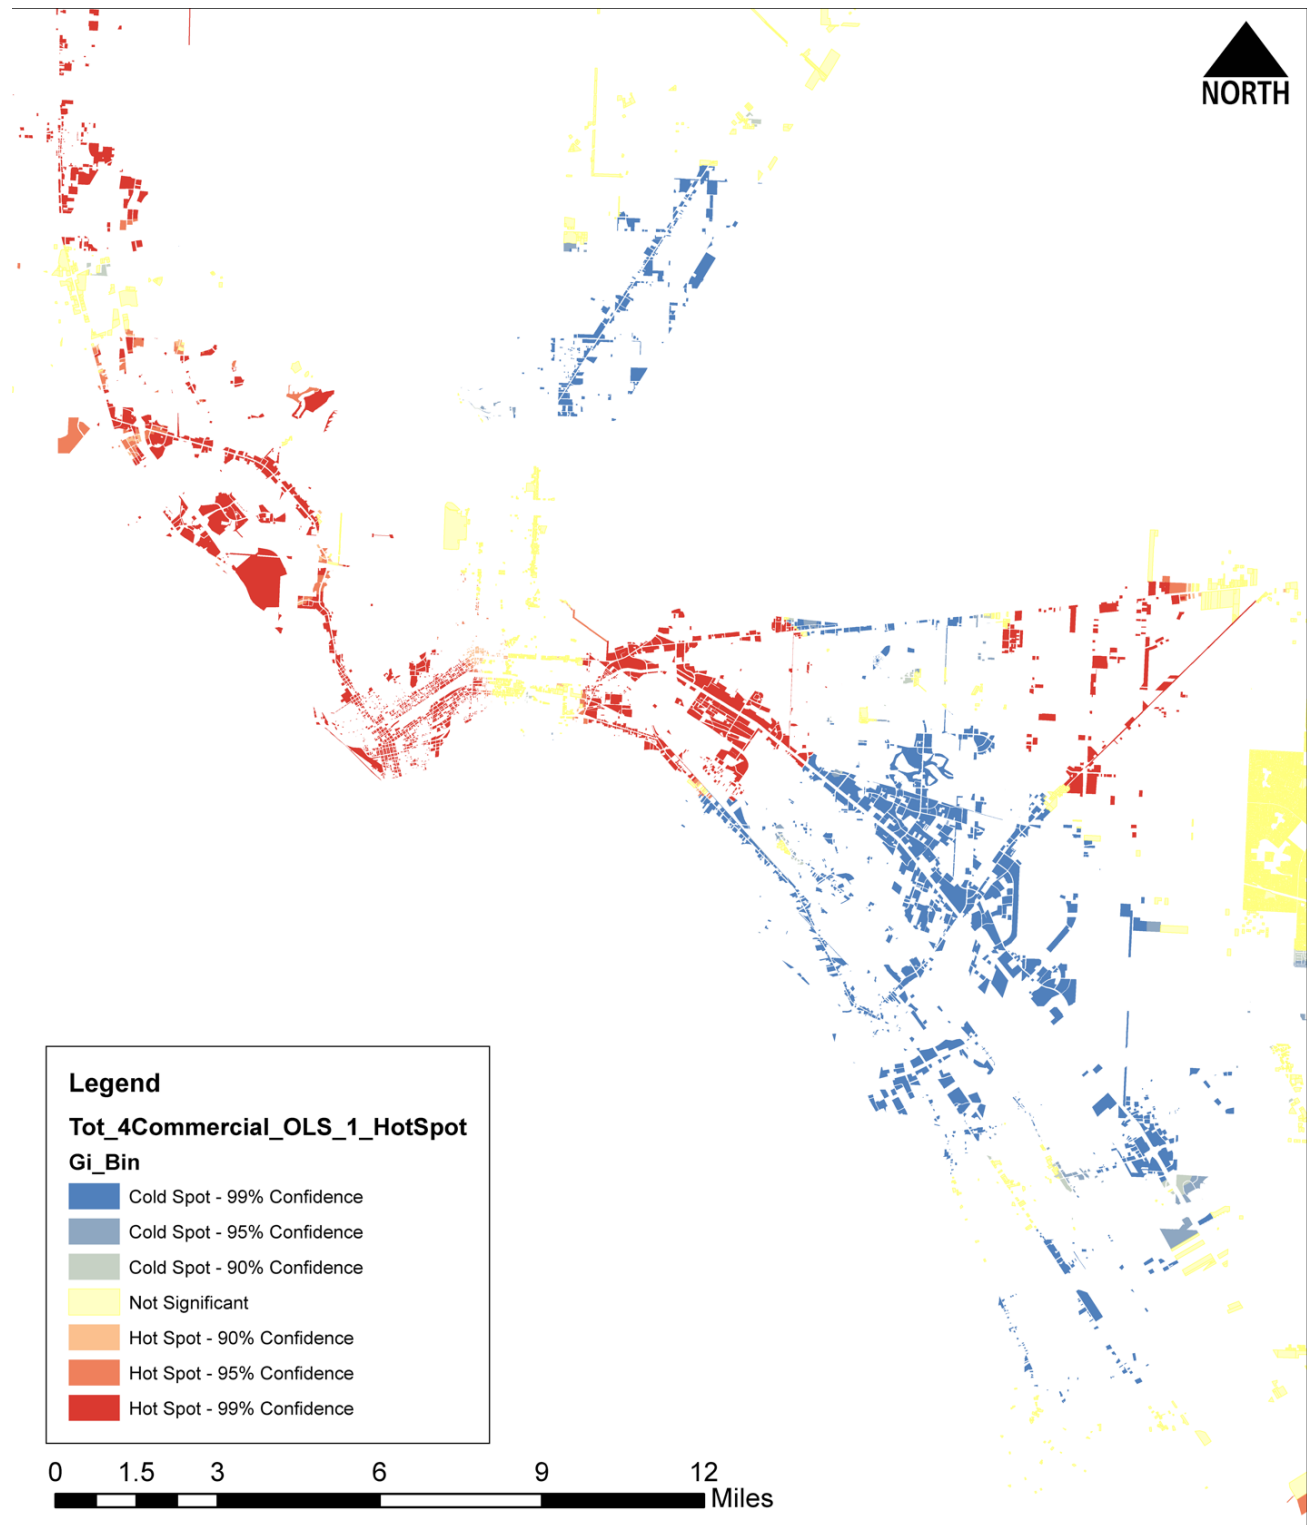 NORTH
Legend
Tot_4Commercial_OLS_1_HotSpot
Gi_Bin
Cold Spot - 99% Confidence
Cold Spot - 95% Confidence
Cold Spot - 90% Confidence
Not Significant
Hot Spot - 90% Confidence
Hot Spot - 95% Confidence
Hot Spot - 99% Confidence
0 1.5 3 6 9 12
Miles